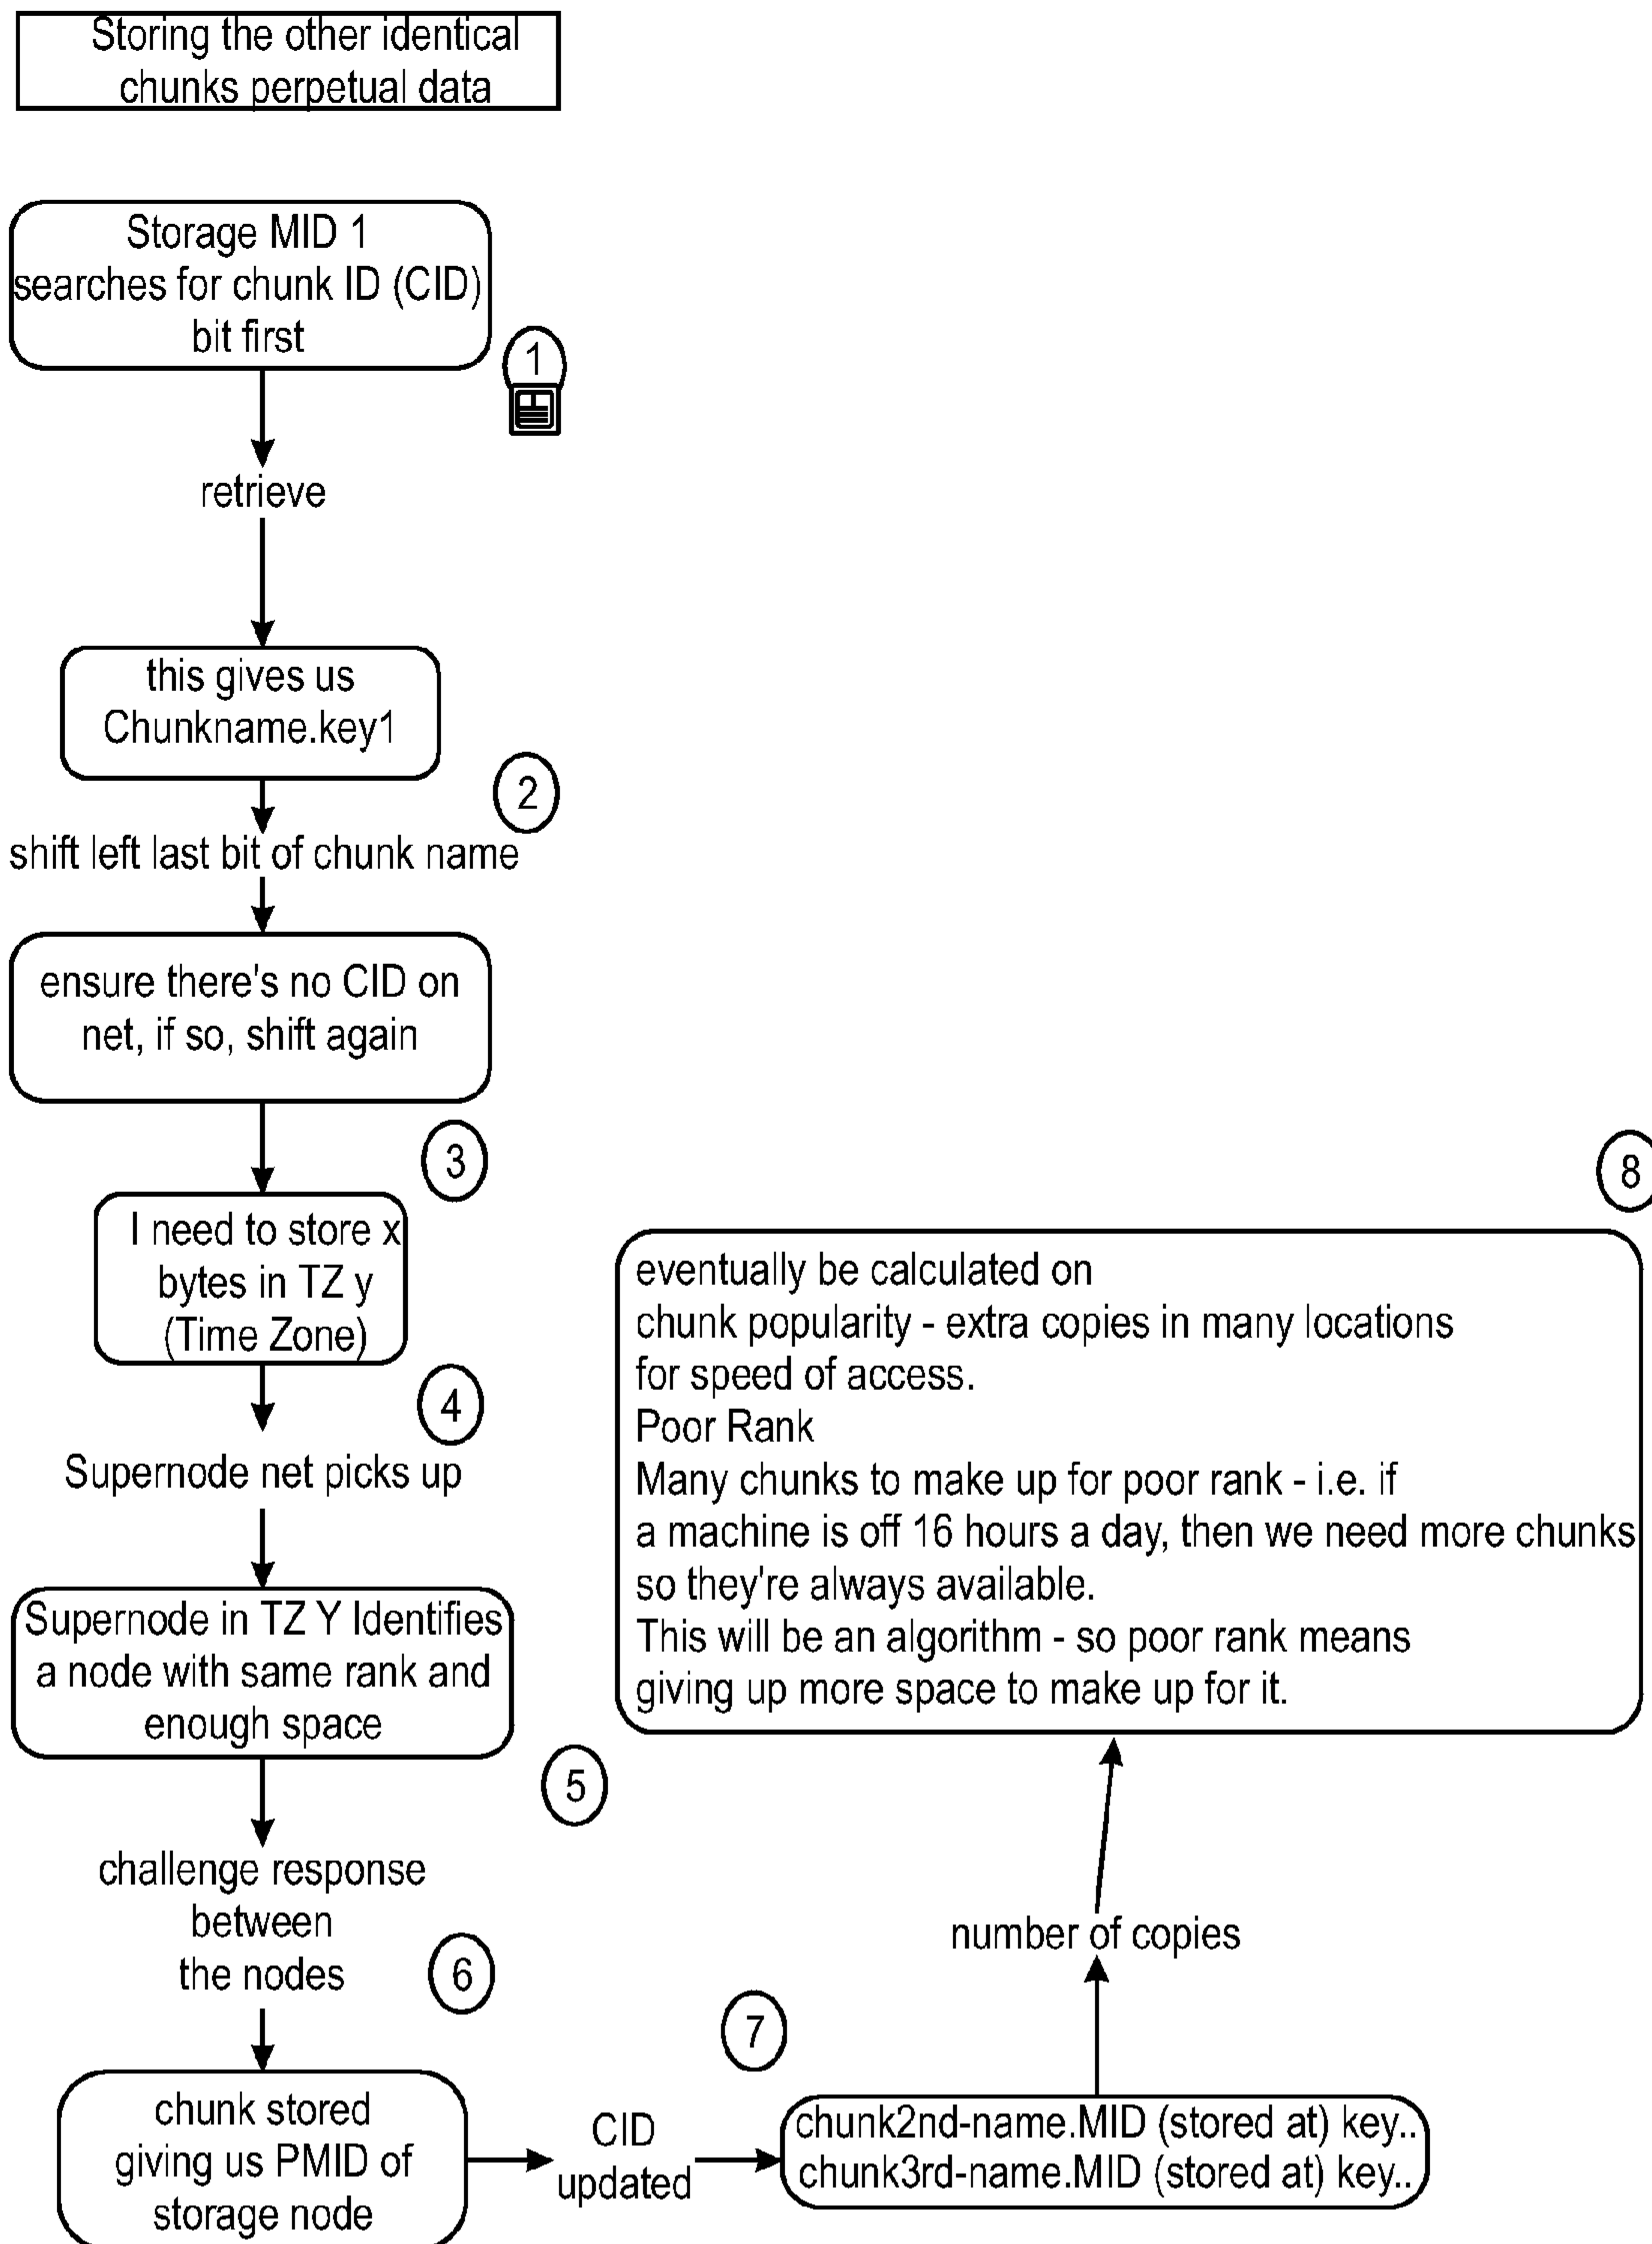 Storing the other identical
chunks perpetual data
Storage MID 1
searches for chunk ID (CID)
bit first
1
retrieve
this gives us
Chunkname.key1
2
shift left last bit of chunk name
ensure there's no CID on
net, if so, shift again
3
I need to store x
bytes in TZ y
(Time Zone)
4
Supernode net picks up
Supernode in TZ Y Identifies
a node with same rank and
enough space
5
challenge response
between
the nodes
6
chunk stored
giving us PMID of
storage node
CID
updated
7
chunk2nd-name.MID (stored at) key..
chunk3rd-name.MID (stored at) key..
number of copies
8
eventually be calculated on
chunk popularity - extra copies in many locations
for speed of access.
Poor Rank
Many chunks to make up for poor rank - i.e. if
a machine is off 16 hours a day, then we need more chunks
so they're always available.
This will be an algorithm - so poor rank means
giving up more space to make up for it.